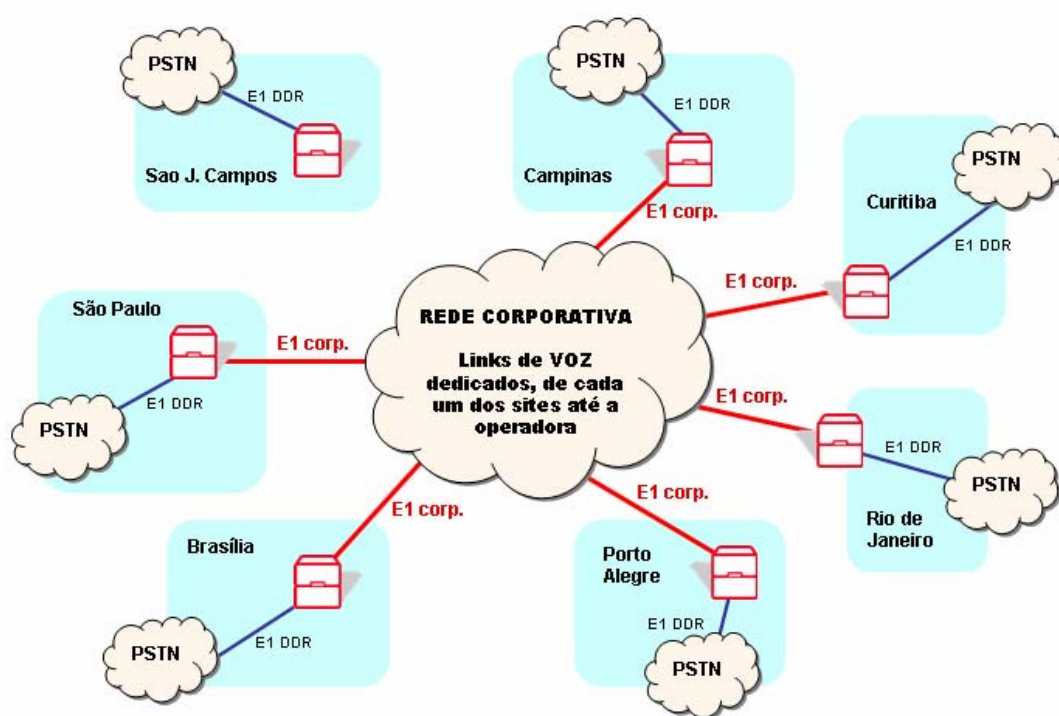 PSTN
E1 DDR
Sao J. Campos
PSTN
E1 DDR
Campinas
E1 corp.
PSTN
Curitiba
E1 DDR
E1 corp.
São Paulo
E1 corp.
E1 DDR
PSTN
REDE CORPORATIVA
Links de VOZ
dedicados, de cada
um dos sites até a
operadora
E1 corp.
E1 DDR
PSTN
Rio de
Janeiro
E1 corp.
Brasília
E1 DDR
PSTN
E1 corp.
Porto
Alegre
E1 DDR
PSTN